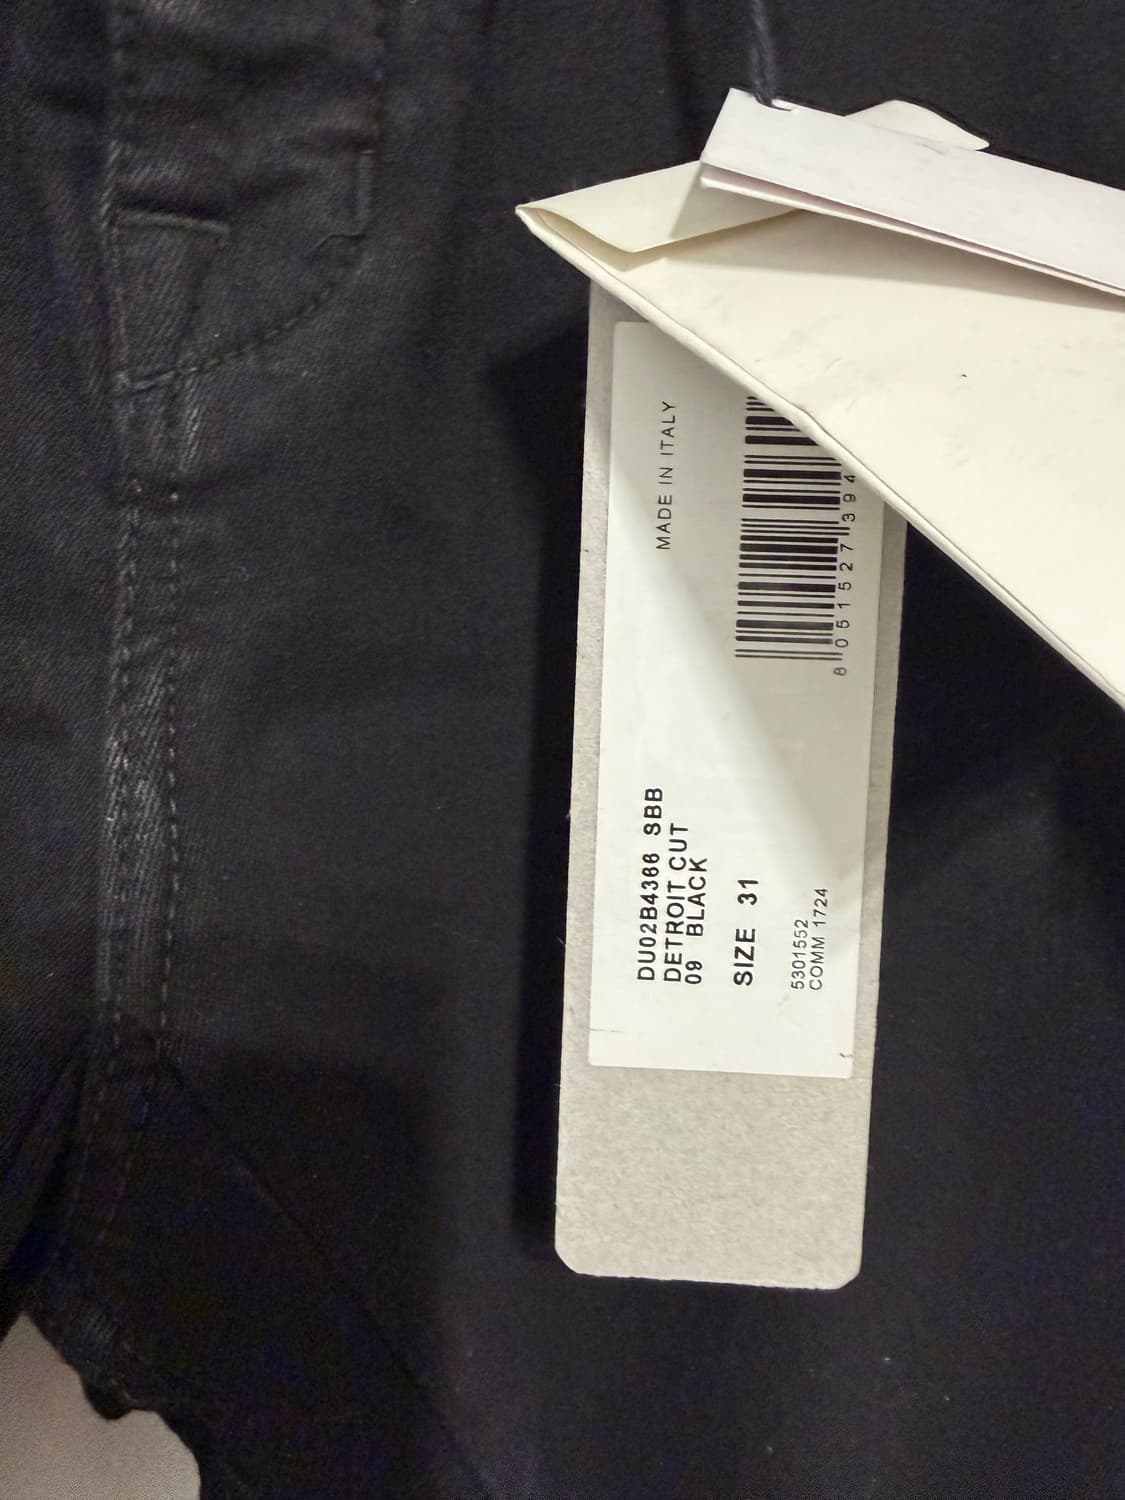 MADE IN ITALY
8 051527 394
DU02B4366 SBB
DETROIT CUT
09 BLACK
SIZE 31
5301552
COMM 1724